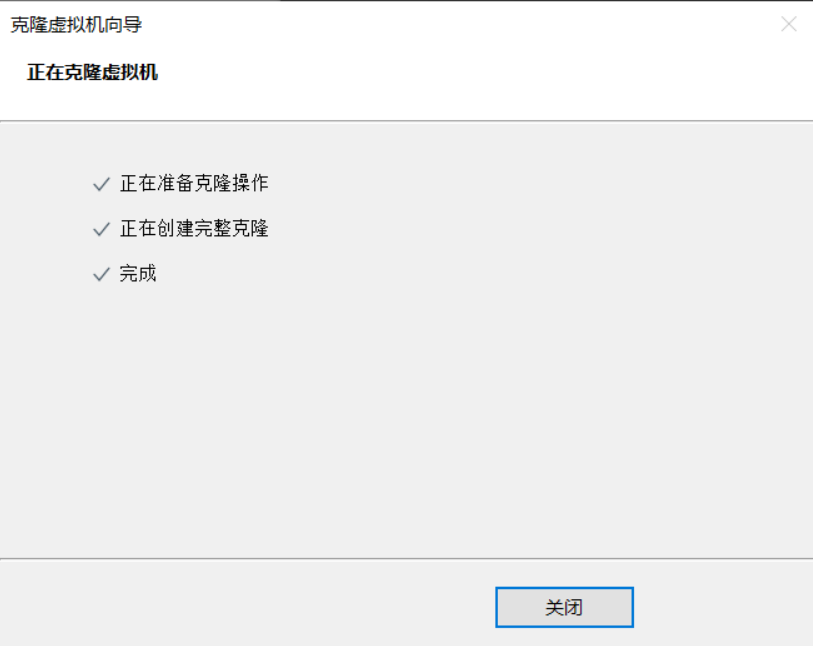 克隆虚拟机向导
正在克隆虚拟机
正在准备克隆操作
正在创建完整克隆
完成
关闭